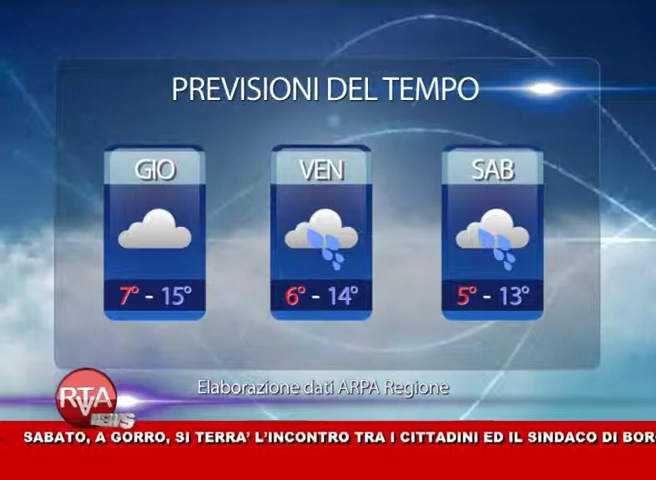 PREVISIONI DEL TEMPO
GIO VEN SAB
7° - 15° 6° - 14° 5° - 13°
Elaborazione dati ARPA Regione
RTVA
NEWS
SABATO, A GORRO, SI TERRA' L'INCONTRO TRA I CITTADINI ED IL SINDACO DI BOR